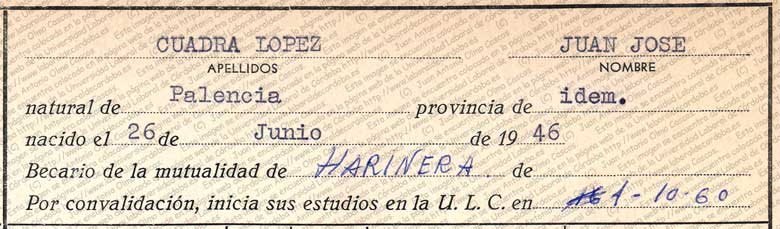 CUADRA LOPEZ JUAN JOSE
APELLIDOS NOMBRE
natural de Palencia provincia de idem.
nacido el 26 de Junio de 19 46
Becario de la mutualidad de HARINERA. de
Por convalidación, inicia sus estudios en la U. L. C. en 1-10-60